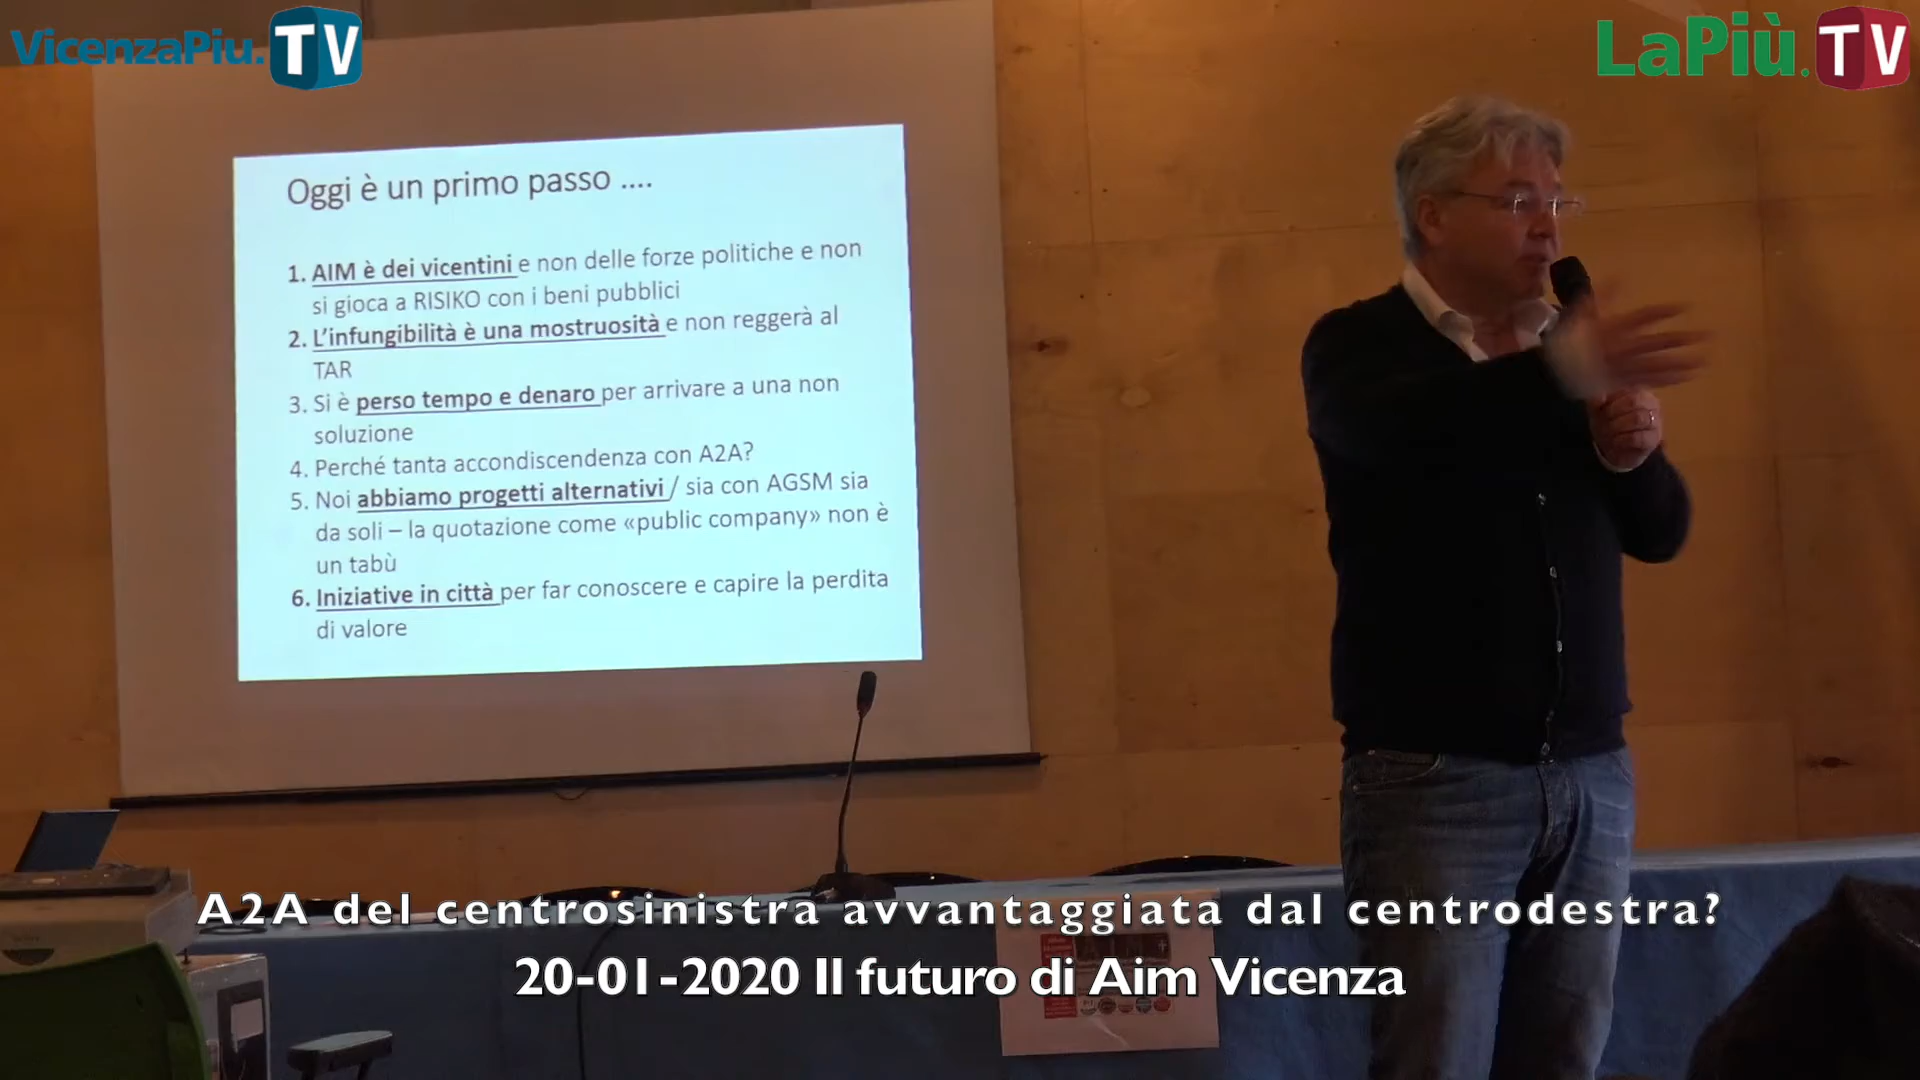 VicenzaPiu.TV
LaPiù.TV
Oggi è un primo passo ....
1. AIM è dei vicentini e non delle forze politiche e non
si gioca a RISIKO con i beni pubblici
2. L'infungibilità è una mostruosità e non reggerà al
TAR
3. Si è perso tempo e denaro per arrivare a una non
soluzione
4. Perché tanta accondiscendenza con A2A?
5. Noi abbiamo progetti alternativi / sia con AGSM sia
da soli – la quotazione come «public company» non è
un tabù
6. Iniziative in città per far conoscere e capire la perdita
di valore
A2A del centrosinistra avvantaggiata dal centrodestra?
20-01-2020 Il futuro di Aim Vicenza